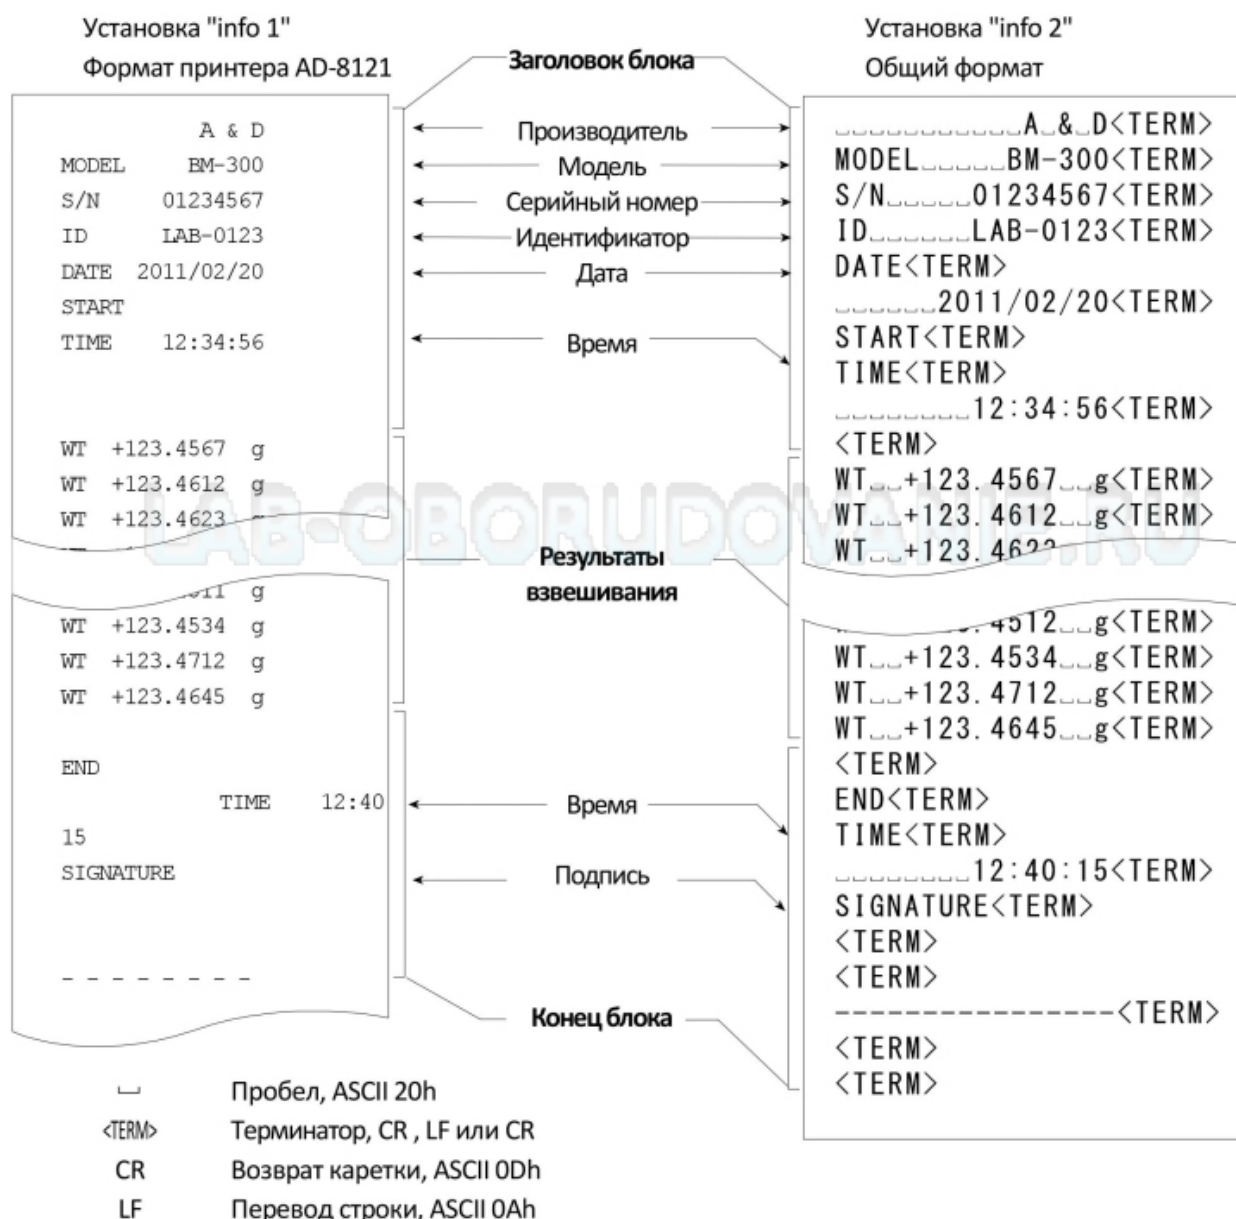 Установка "info 1"
Формат принтера AD-8121
A & D
MODEL BM-300
S/N 01234567
ID LAB-0123
DATE 2011/02/20
START
TIME 12:34:56
WT +123.4567 g
WT +123.4612 g
WT +123.4623
g
WT +123.4534 g
WT +123.4712 g
WT +123.4645 g
END
TIME 12:40
15
SIGNATURE
- - - - - - - -
Заголовок блока
Производитель
Модель
Серийный номер
Идентификатор
Дата
Время
Результаты
взвешивания
Время
Подпись
Конец блока
Установка "info 2"
Общий формат
␣␣␣␣␣␣␣␣␣␣␣A␣&␣D<TERM>
MODEL␣␣␣␣␣BM-300<TERM>
S/N␣␣␣␣␣01234567<TERM>
ID␣␣␣␣␣␣LAB-0123<TERM>
DATE<TERM>
␣␣␣␣␣␣2011/02/20<TERM>
START<TERM>
TIME<TERM>
␣␣␣␣␣␣␣␣12:34:56<TERM>
<TERM>
WT␣␣+123.4567␣␣g<TERM>
WT␣␣+123.4612␣␣g<TERM>
WT␣␣+123.4623
4512␣␣g<TERM>
WT␣␣+123.4534␣␣g<TERM>
WT␣␣+123.4712␣␣g<TERM>
WT␣␣+123.4645␣␣g<TERM>
<TERM>
END<TERM>
TIME<TERM>
␣␣␣␣␣␣␣␣12:40:15<TERM>
SIGNATURE<TERM>
<TERM>
<TERM>
----------------<TERM>
<TERM>
<TERM>
LAB-OBORUDOVANIE.RU
␣ Пробел, ASCII 20h
<TERM> Терминатор, CR , LF или CR
CR Возврат каретки, ASCII 0Dh
LF Перевод строки, ASCII 0Ah